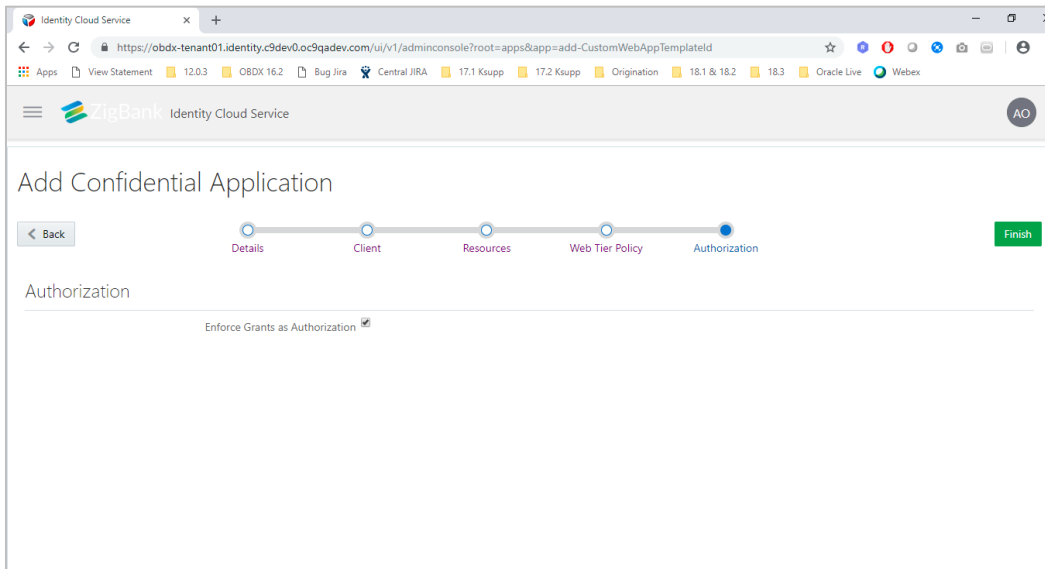 Identity Cloud Service
https://obdx-tenant01.identity.c9dev0.oc9qadev.com/ui/v1/adminconsole?root=apps&app=add-CustomWebAppTemplateId
Apps View Statement 12.0.3 OBDX 16.2 Bug Jira Central JIRA 17.1 Ksupp 17.2 Ksupp Origination 18.1 & 18.2 18.3 Oracle Live Webex
ZigBank Identity Cloud Service AO
Add Confidential Application
Back Finish
Details Client Resources Web Tier Policy Authorization
Authorization
Enforce Grants as Authorization